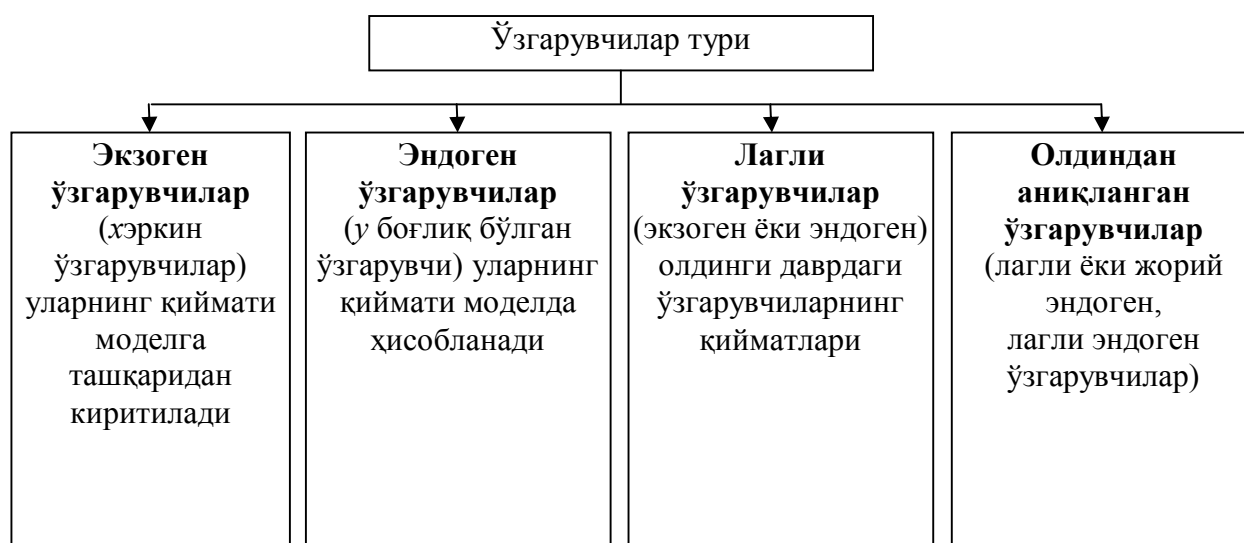 Ўзгарувчилар тури
Экзоген
ўзгарувчилар
(хэркин
ўзгарувчилар)
уларнинг қиймати
моделга
ташқаридан
киритилади
Эндоген
ўзгарувчилар
(у боғлиқ бўлган
ўзгарувчи) уларнинг
қиймати моделда
ҳисобланади
Лагли
ўзгарувчилар
(экзоген ёки эндоген)
олдинги даврдаги
ўзгарувчиларнинг
қийматлари
Олдиндан
аниқланган
ўзгарувчилар
(лагли ёки жорий
эндоген,
лагли эндоген
ўзгарувчилар)